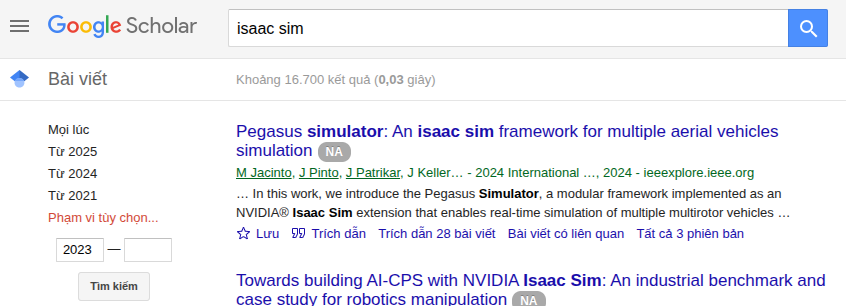 Google Scholar
isaac sim
Bài viết
Khoảng 16.700 kết quả (0,03 giây)
Mọi lúc
Từ 2025
Từ 2024
Từ 2021
Phạm vi tùy chọn...
2023 —
Tìm kiếm
Pegasus simulator: An isaac sim framework for multiple aerial vehicles
simulation NA
M Jacinto, J Pinto, J Patrikar, J Keller… - 2024 International …, 2024 - ieeexplore.ieee.org
… In this work, we introduce the Pegasus Simulator, a modular framework implemented as an
NVIDIA® Isaac Sim extension that enables real-time simulation of multiple multirotor vehicles …
Lưu Trích dẫn Trích dẫn 28 bài viết Bài viết có liên quan Tất cả 3 phiên bản
Towards building AI-CPS with NVIDIA Isaac Sim: An industrial benchmark and
case study for robotics manipulation NA